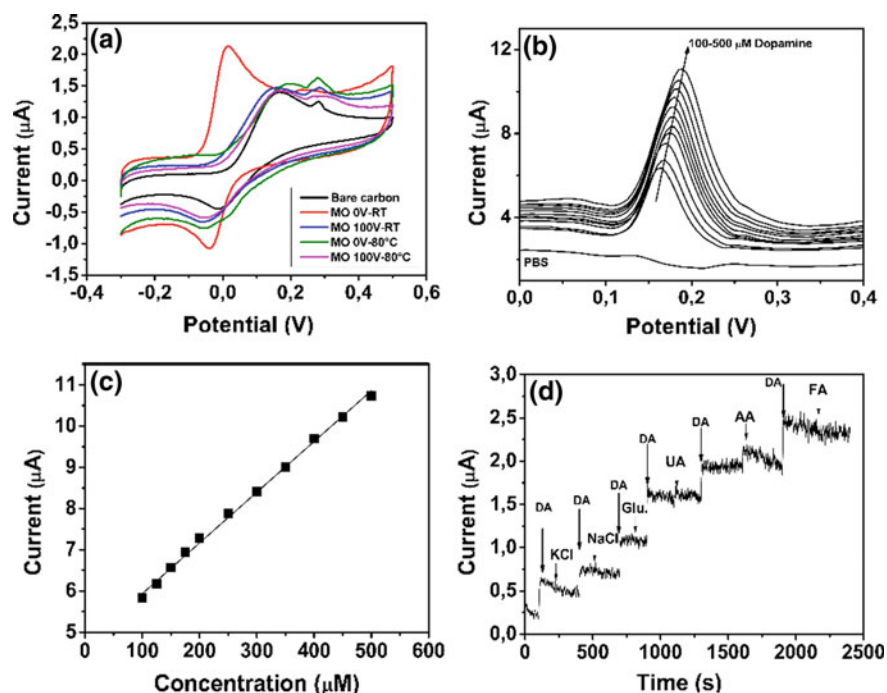 (a)
Current (µA)
2,5
2,0
1,5
1,0
0,5
0,0
-0,5
-1,0
1,5
-0,4 -0,2 0,0 0,2 0,4 0,6
Potential (V)
Bare carbon
MO 0V-RT
MO 100V-RT
MO 0V-80°C
MO 100V-80°C
(b)
100-500 µM Dopamine
Current (µA)
12
8
4
PBS
0,0 0,1 0,2 0,3 0,4
Potential (V)
(c)
Current (µA)
11
10
9
8
7
6
5
0 100 200 300 400 500 600
Concentration (µM)
(d)
Current (µA)
3,0
2,5
2,0
1,5
1,0
0,5
0,0
DA KCl
DA NaCl
DA Glu.
DA UA
DA AA
DA FA
0 500 1000 1500 2000 2500
Time (s)